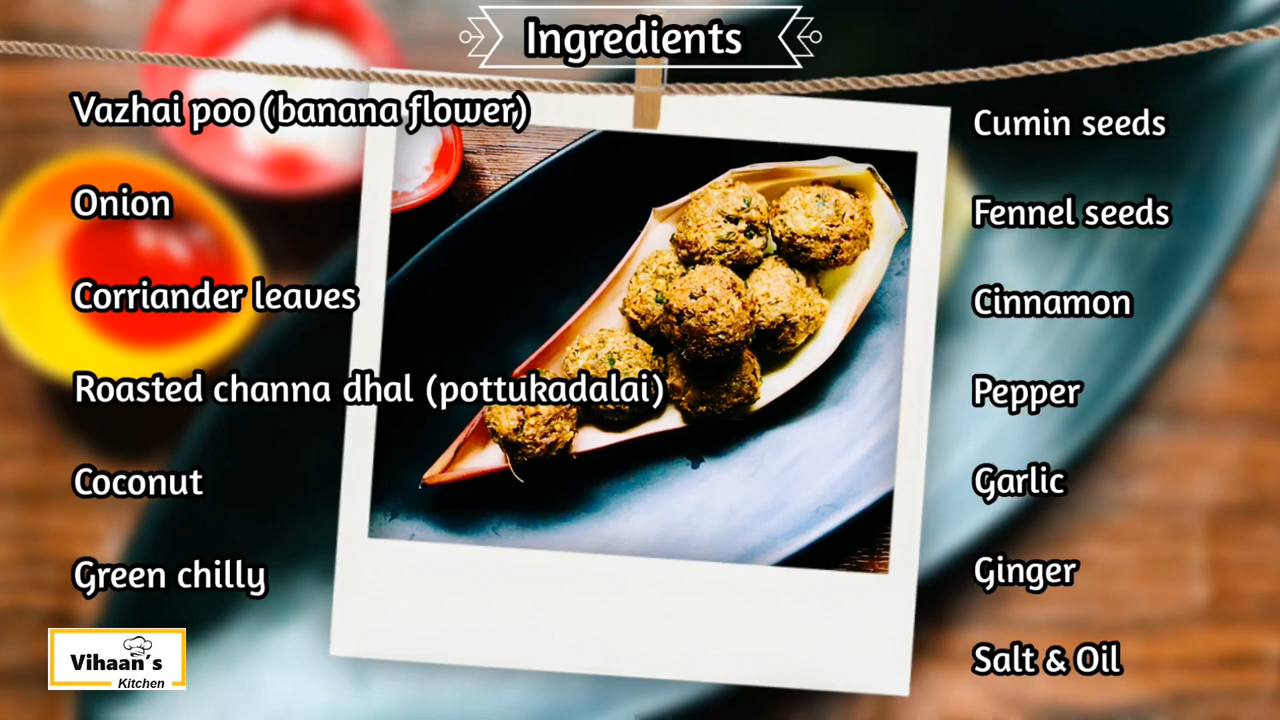 Ingredients
Vazhai poo (banana flower)
Onion
Corriander leaves
Roasted channa dhal (pottukadalai)
Coconut
Green chilly
Cumin seeds
Fennel seeds
Cinnamon
Pepper
Garlic
Ginger
Salt & Oil
Vihaan's
Kitchen